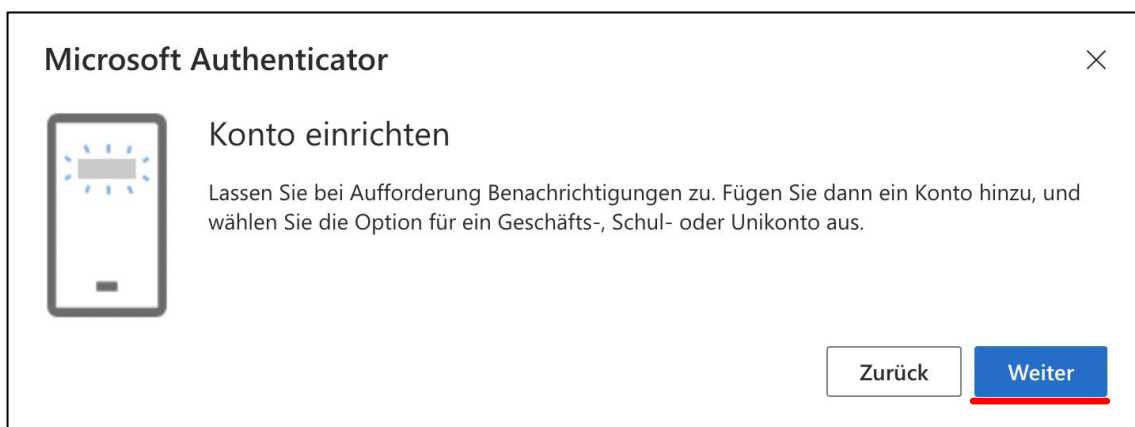 Microsoft Authenticator
Konto einrichten
Lassen Sie bei Aufforderung Benachrichtigungen zu. Fügen Sie dann ein Konto hinzu, und
wählen Sie die Option für ein Geschäfts-, Schul- oder Unikonto aus.
Zurück
Weiter